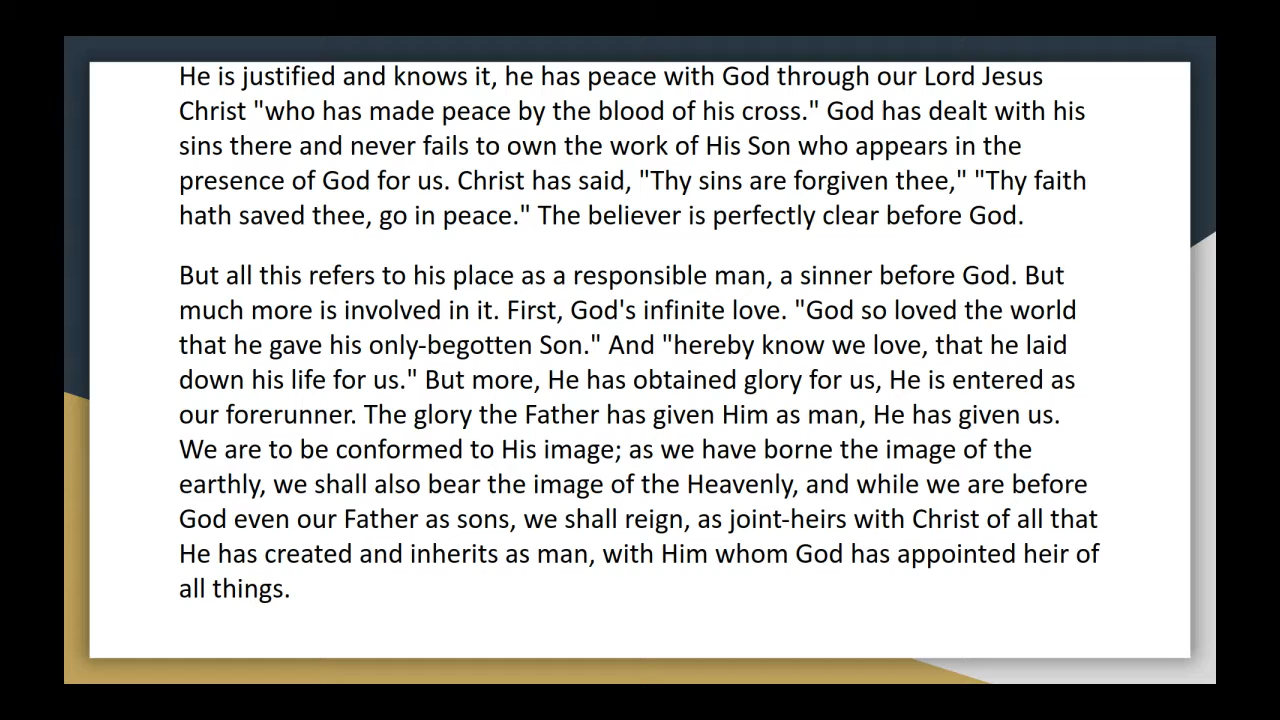 He is justified and knows it, he has peace with God through our Lord Jesus
Christ "who has made peace by the blood of his cross." God has dealt with his
sins there and never fails to own the work of His Son who appears in the
presence of God for us. Christ has said, "Thy sins are forgiven thee," "Thy faith
hath saved thee, go in peace." The believer is perfectly clear before God.
But all this refers to his place as a responsible man, a sinner before God. But
much more is involved in it. First, God's infinite love. "God so loved the world
that he gave his only-begotten Son." And "hereby know we love, that he laid
down his life for us." But more, He has obtained glory for us, He is entered as
our forerunner. The glory the Father has given Him as man, He has given us.
We are to be conformed to His image; as we have borne the image of the
earthly, we shall also bear the image of the Heavenly, and while we are before
God even our Father as sons, we shall reign, as joint-heirs with Christ of all that
He has created and inherits as man, with Him whom God has appointed heir of
all things.